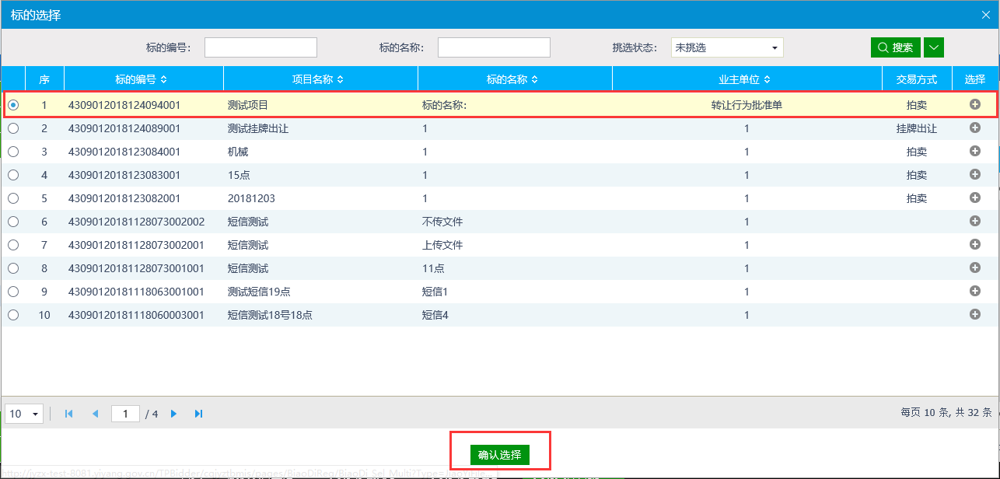 标的选择
标的编号： 标的名称： 挑选状态： 未挑选 搜索
序 标的编号 项目名称 标的名称 业主单位 交易方式 选择
1 4309012018124094001 测试项目 标的名称： 转让行为批准单 拍卖
2 4309012018124089001 测试挂牌出让 1 1 挂牌出让
3 4309012018123084001 机械 1 1 拍卖
4 4309012018123083001 15点 1 1 拍卖
5 4309012018123082001 20181203 1 1 拍卖
6 43090120181128073002002 短信测试 不传文件 1
7 43090120181128073002001 短信测试 上传文件 1
8 43090120181128073001001 短信测试 11点 1
9 43090120181118063001001 测试短信19点 短信1 1
10 43090120181118060003001 短信测试18号18点 短信4 1
10 1 / 4 每页 10 条, 共 32 条
确认选择
http://jyzx-test-8081.yiyang.gov.cn/TPBidder/cqjyztbmis/pages/BiaoDiReg/BiaoDi_Sel_Multi?Type=JiaoYiFile...